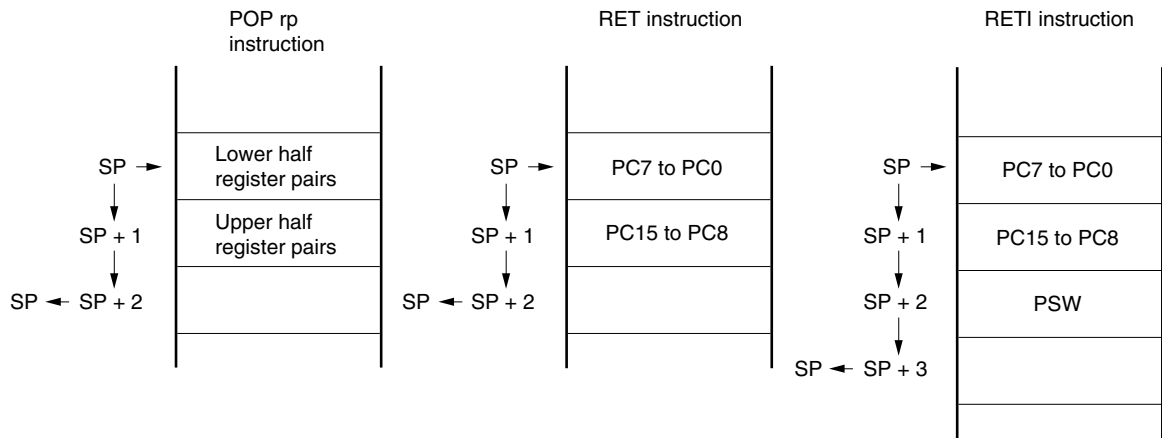 POP rp
instruction
RET instruction
RETI instruction
SP
Lower half
register pairs
SP + 1
Upper half
register pairs
SP
SP + 2
SP
PC7 to PC0
SP + 1
PC15 to PC8
SP
SP + 2
SP
PC7 to PC0
SP + 1
PC15 to PC8
SP + 2
PSW
SP
SP + 3